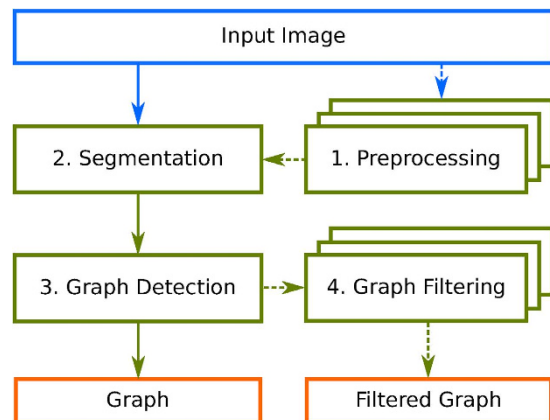 Input Image
2. Segmentation
1. Preprocessing
3. Graph Detection
4. Graph Filtering
Graph
Filtered Graph